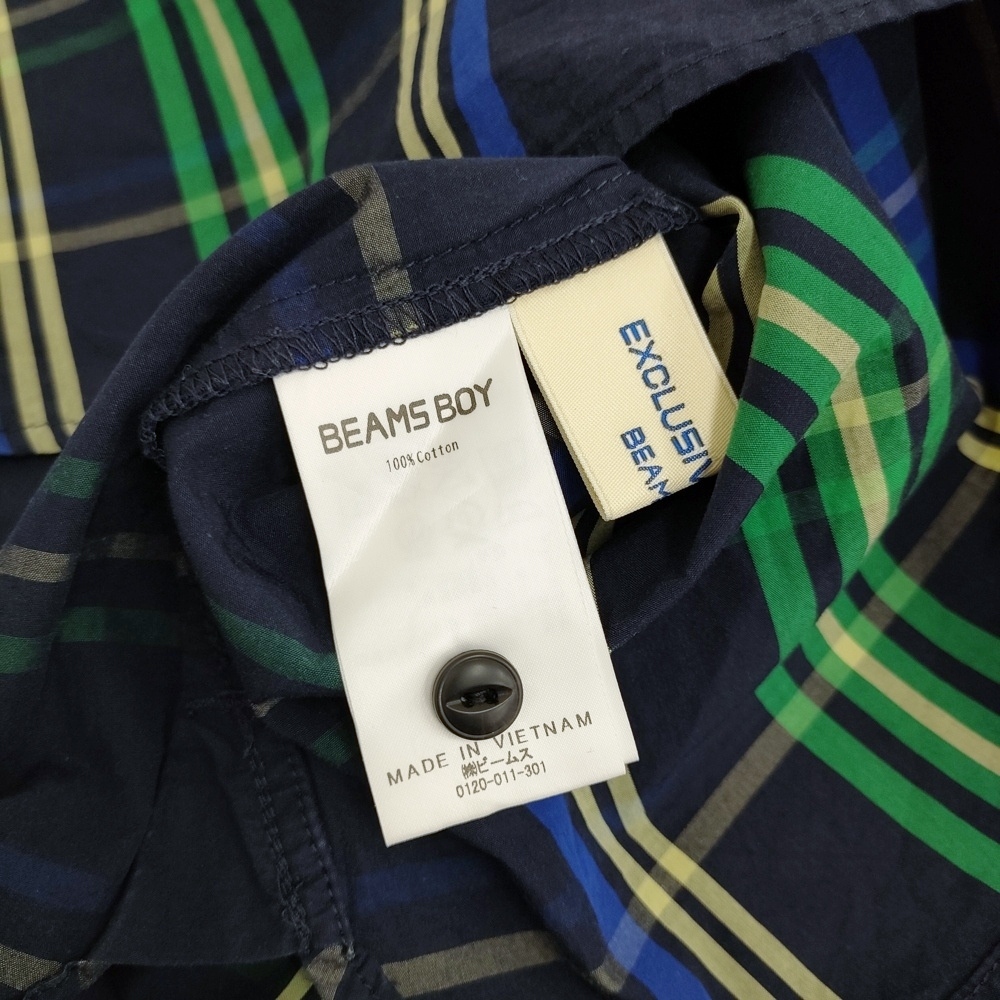 BEAMS BOY
100% Cotton
MADE IN VIETNAM
㈱ビームス
0120-011-301
EXCLUSIV
BEAM